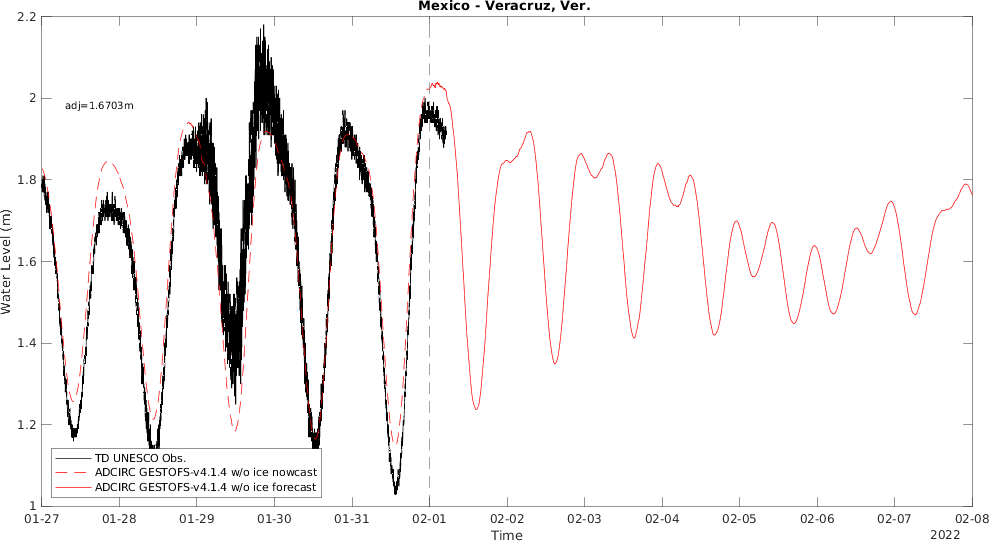 Mexico - Veracruz, Ver.
2.2
2
1.8
1.6
1.4
1.2
1
Water Level (m)
adj=1.6703m
TD UNESCO Obs.
ADCIRC GESTOFS-v4.1.4 w/o ice nowcast
ADCIRC GESTOFS-v4.1.4 w/o ice forecast
01-27 01-28 01-29 01-30 01-31 02-01 02-02 02-03 02-04 02-05 02-06 02-07 02-08
Time
2022